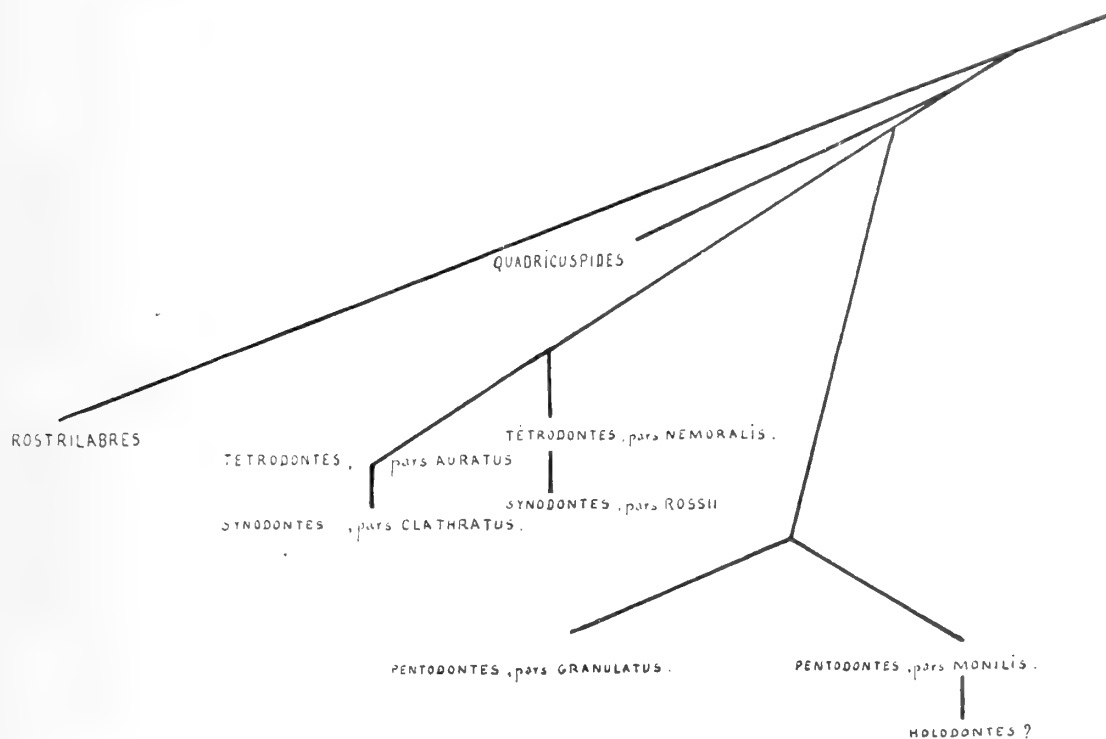 QUADRICUSPIDES
ROSTRILABRES
TÉTRODONTES, pars NEMORALIS.
TETRODONTES, pars AURATUS
SYNODONTES, pars ROSSII
SYNODONTES, pars CLATHRATUS.
PENTODONTES, pars GRANULATUS.
PENTODONTES, pars MONILIS.
HOLODONTES ?